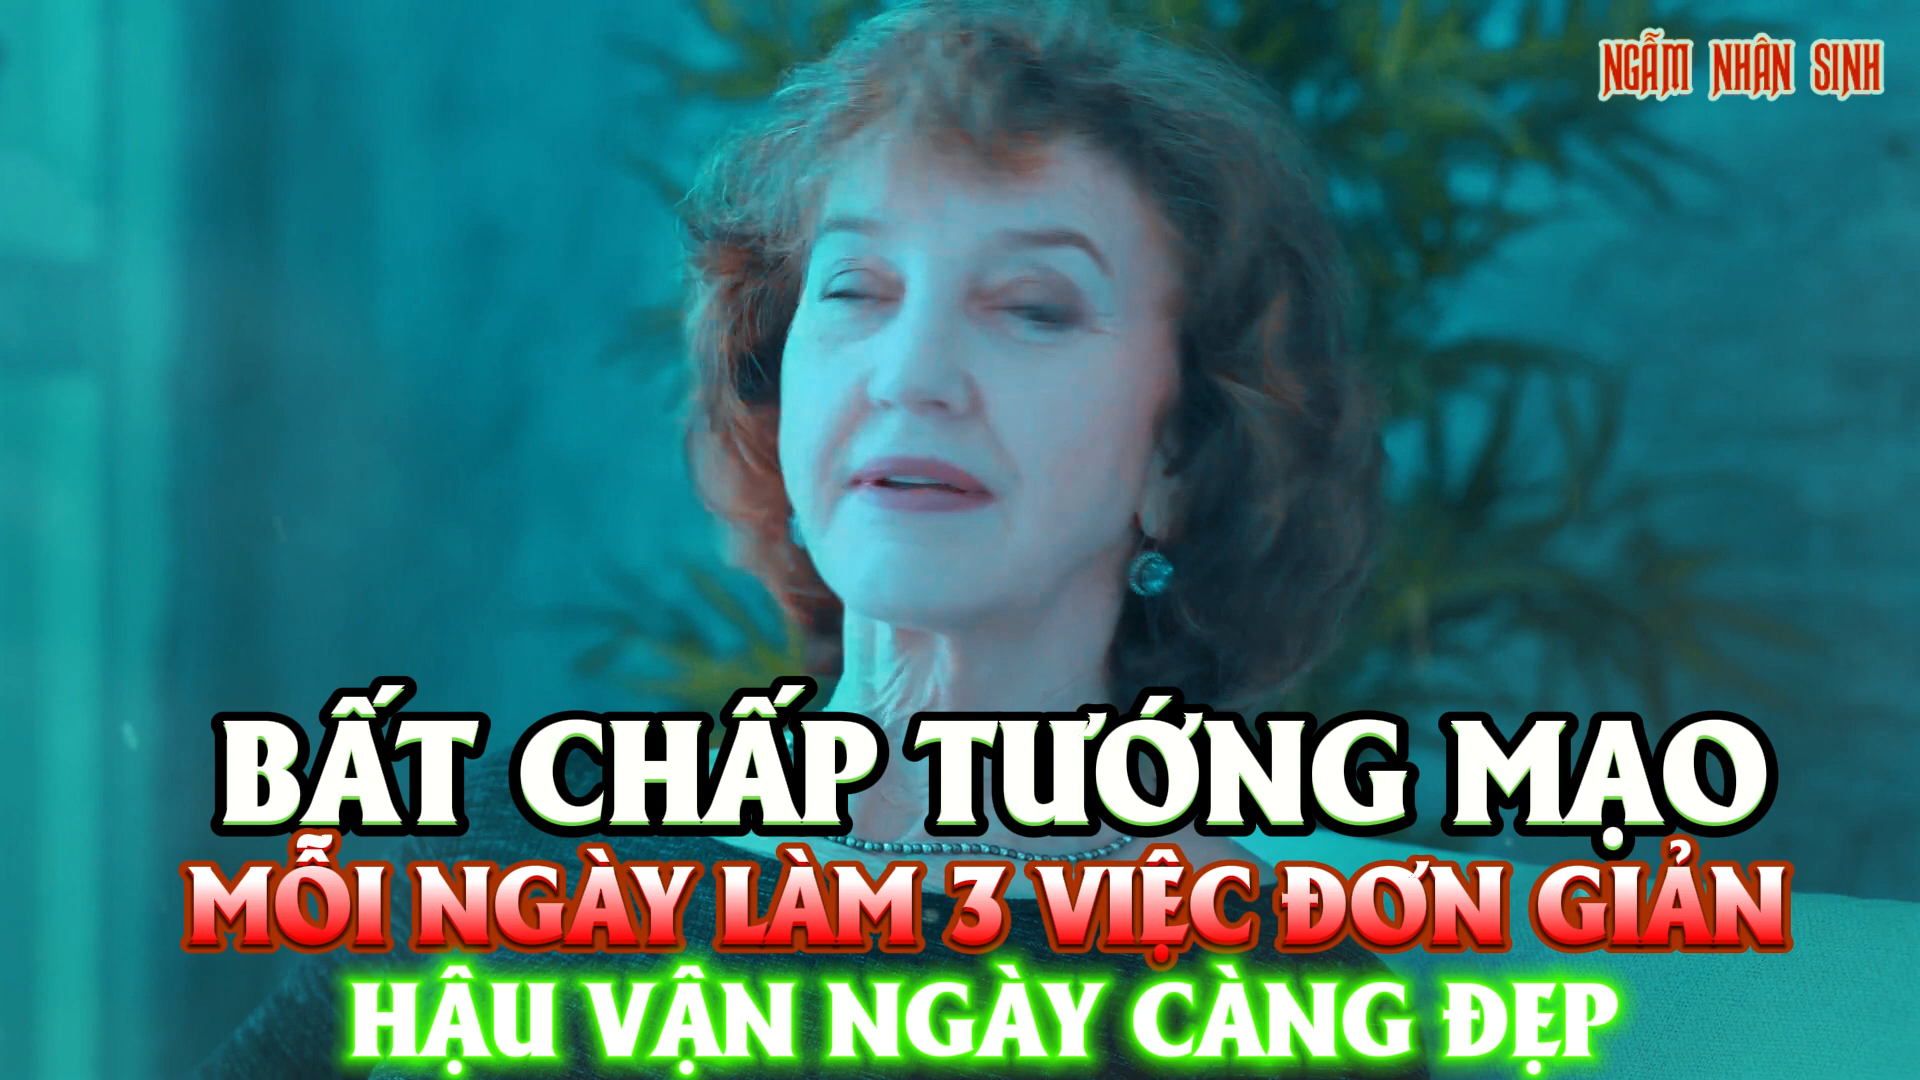 NGẪM NHÂN SINH
BẤT CHẤP TƯỚNG MẠO
MỖI NGÀY LÀM 3 VIỆC ĐƠN GIẢN
HẬU VẬN NGÀY CÀNG ĐẸP